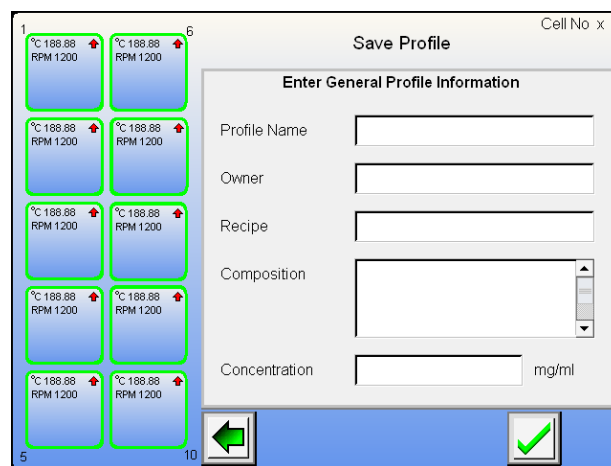 Cell No x
1
6
Save Profile
°C 188.88
RPM 1200
°C 188.88
RPM 1200
°C 188.88
RPM 1200
°C 188.88
RPM 1200
°C 188.88
RPM 1200
°C 188.88
RPM 1200
°C 188.88
RPM 1200
°C 188.88
RPM 1200
°C 188.88
RPM 1200
°C 188.88
RPM 1200
5
10
Enter General Profile Information
Profile Name
Owner
Recipe
Composition
Concentration
mg/ml